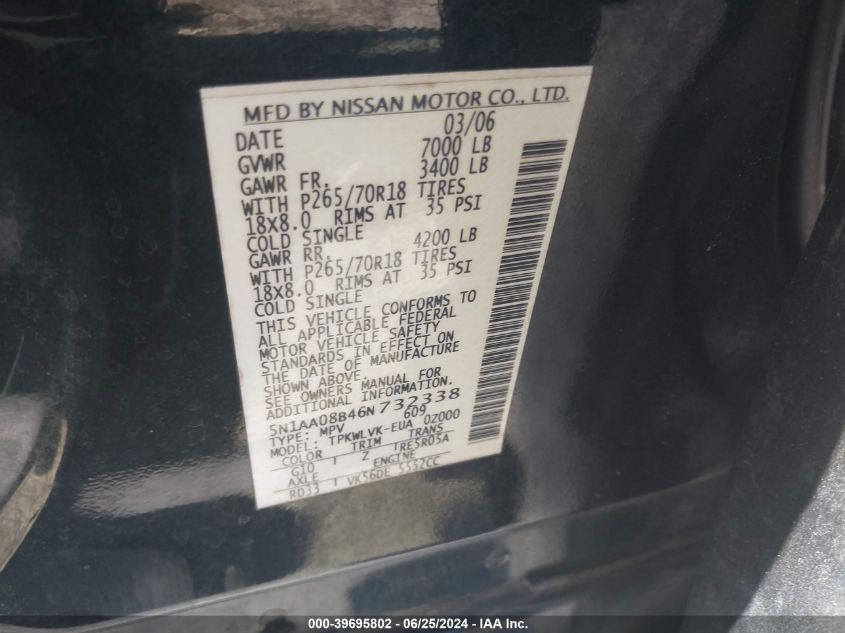 MFD BY NISSAN MOTOR CO., LTD.
DATE 03/06
GVWR 7000 LB
GAWR FR. 3400 LB
WITH P265/70R18 TIRES
18X8.0 RIMS AT 35 PSI
COLD SINGLE
GAWR RR. 4200 LB
WITH P265/70R18 TIRES
18X8.0 RIMS AT 35 PSI
COLD SINGLE
THIS VEHICLE CONFORMS TO
ALL APPLICABLE FEDERAL
MOTOR VEHICLE SAFETY
STANDARDS IN EFFECT ON
THE DATE OF MANUFACTURE
SHOWN ABOVE.
SEE OWNERS MANUAL FOR
ADDITIONAL INFORMATION.
5N1AA08B46N732338
TYPE: MPV 609
MODEL: TPKWLVK-EUA 0Z000
COLOR TRIM TRANS
G10 Z TRE5R05A
AXLE ENGINE
RD33 VK56DE 5552CC
000-39695802 - 06/25/2024 - IAA Inc.